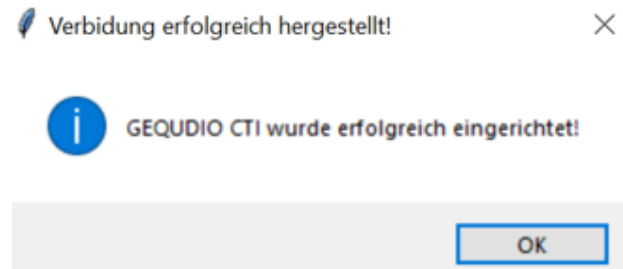 Verbidung erfolgreich hergestellt!
GEQUDIO CTI wurde erfolgreich eingerichtet!
OK